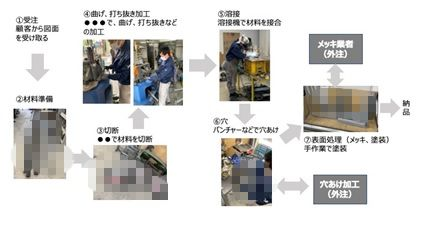 ①受注
顧客から図面
を受け取る
②材料準備
③切断
●●で材料を切断
④曲げ、打ち抜き加工
●●●で、曲げ、打ち抜きなど
の加工
⑤溶接
溶接機で材料を接合
⑥穴
パンチャーなどで穴あけ
メッキ業者
（外注）
⑦表面処理（メッキ、塗装）
手作業で塗装
穴あけ加工
（外注）
納
品